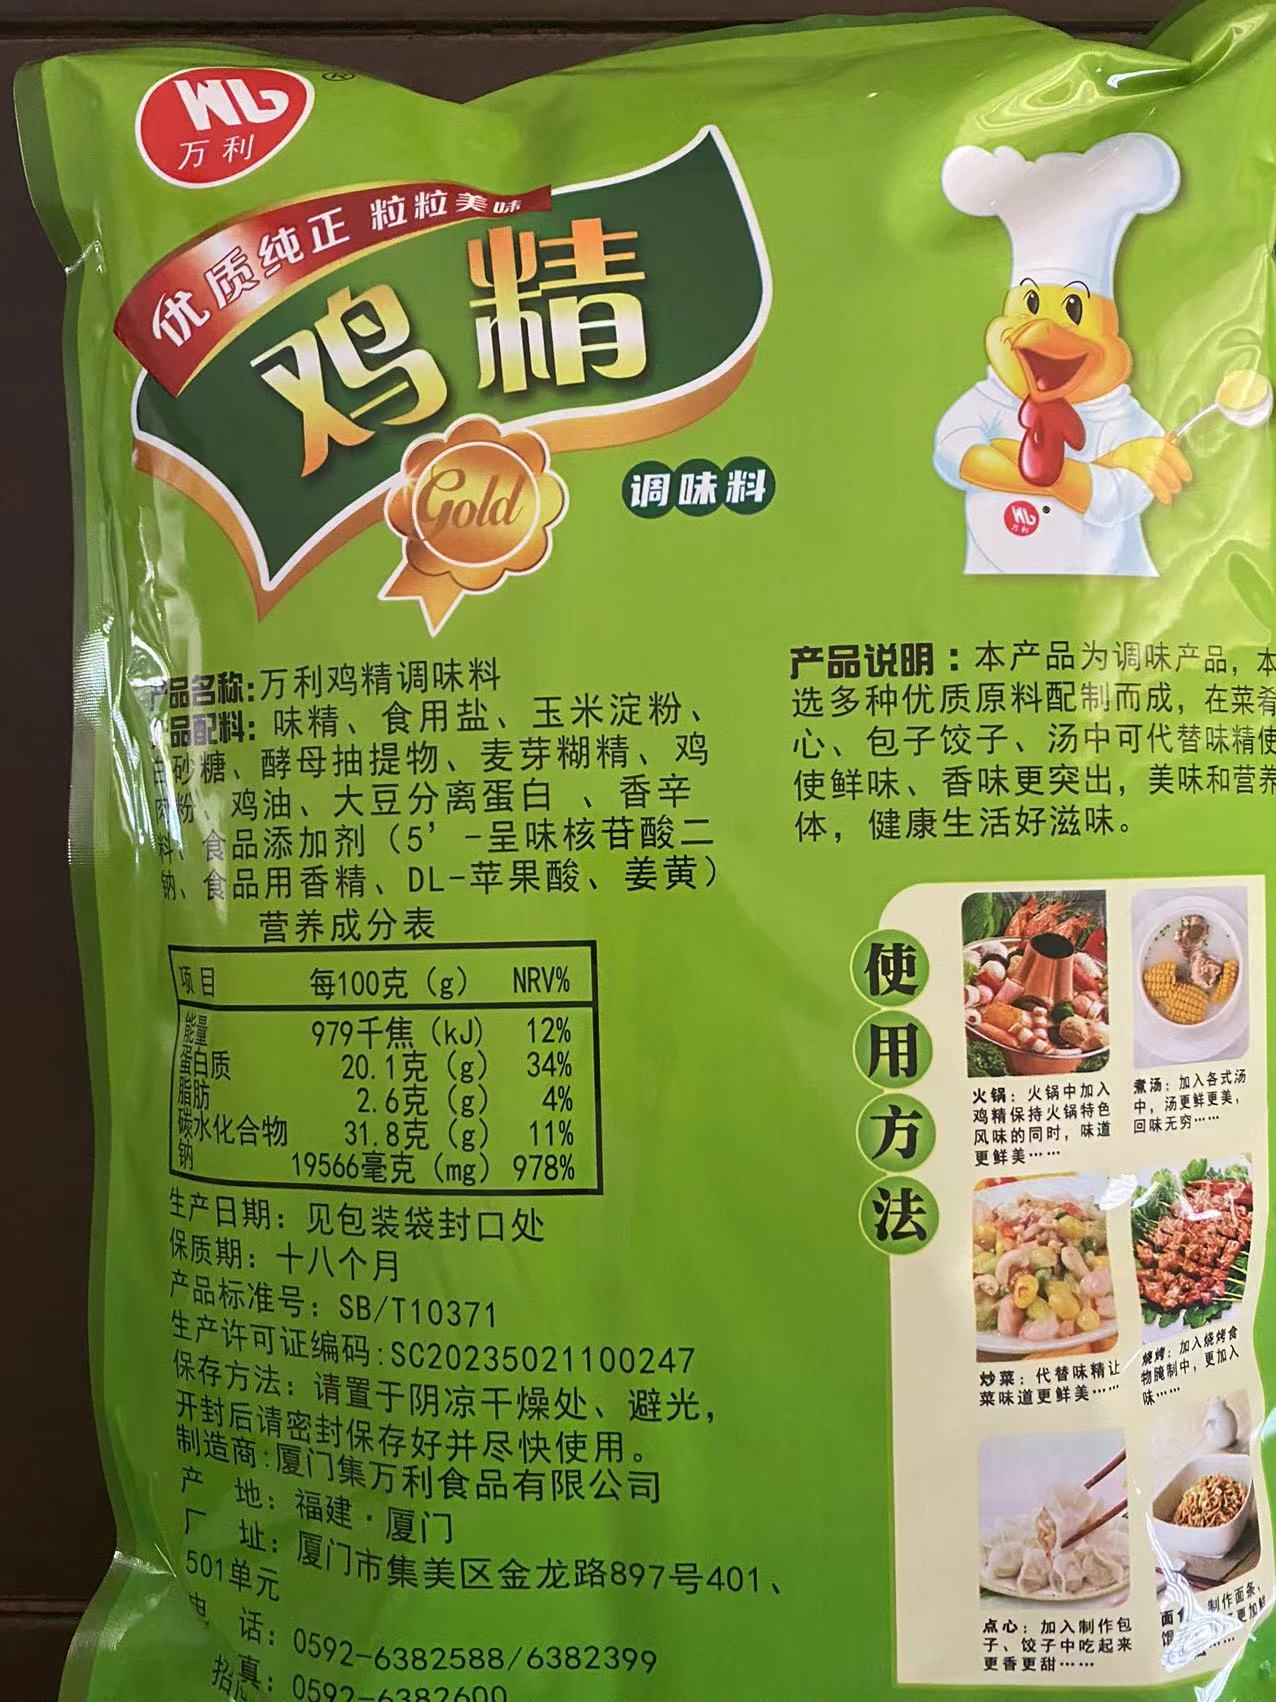 WL
®
万利
优质纯正 粒粒美味
鸡精
Gold
调味料
WL
®
万利
产品名称:万利鸡精调味料
产品配料：味精、食用盐、玉米淀粉、
白砂糖、酵母抽提物、麦芽糊精、鸡
肉粉、鸡油、大豆分离蛋白 、香辛
料、食品添加剂（5’-呈味核苷酸二
钠、食品用香精、DL-苹果酸、姜黄）
营养成分表
项目 每100克（g） NRV%
能量 979千焦（kJ） 12%
蛋白质 20.1克（g） 34%
脂肪 2.6克（g） 4%
碳水化合物 31.8克（g） 11%
钠 19566毫克（mg） 978%
生产日期：见包装袋封口处
保质期：十八个月
产品标准号：SB/T10371
生产许可证编码:SC20235021100247
保存方法：请置于阴凉干燥处、避光，
开封后请密封保存好并尽快使用。
制造商:厦门集万利食品有限公司
产 地：福建·厦门
厂 址：厦门市集美区金龙路897号401、
501单元
电 话：0592-6382588/6382399
真：0592-6382600
产品说明：本产品为调味产品，本
选多种优质原料配制而成，在菜肴
心、包子饺子、汤中可代替味精使
使鲜味、香味更突出，美味和营养
体，健康生活好滋味。
使用方法
火锅：火锅中加入
鸡精保持火锅特色
风味的同时，味道
更鲜美……
煮汤：加入各式汤
中，汤更鲜更美，
回味无穷……
炒菜：代替味精让
菜味道更鲜美……
烧烤：加入烧烤食
物腌制中，更加入
味……
点心：加入制作包
子、饺子中吃起来
更香更甜……
面 制作面条、
更加鲜